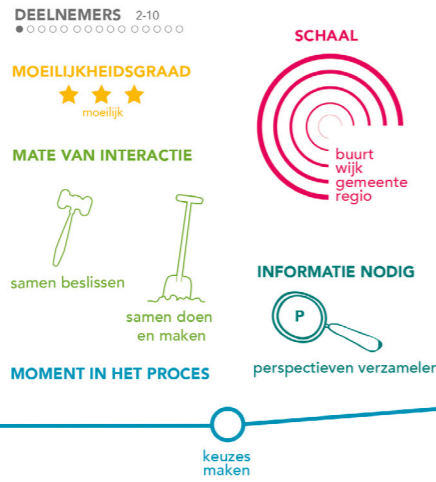 DEELNEMERS 2-10
MOEILIJKHEIDSGRAAD
moeilijk
MATE VAN INTERACTIE
samen beslissen
samen doen
en maken
SCHAAL
buurt
wijk
gemeente
regio
INFORMATIE NODIG
P
perspectieven verzamelen
MOMENT IN HET PROCES
keuzes
maken